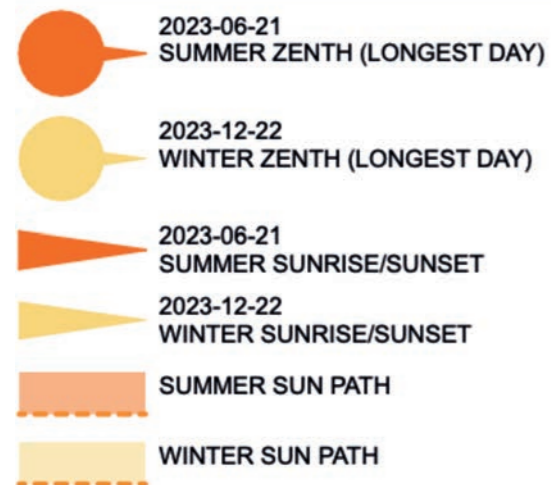 2023-06-21
SUMMER ZENTH (LONGEST DAY)
2023-12-22
WINTER ZENTH (LONGEST DAY)
2023-06-21
SUMMER SUNRISE/SUNSET
2023-12-22
WINTER SUNRISE/SUNSET
SUMMER SUN PATH
WINTER SUN PATH